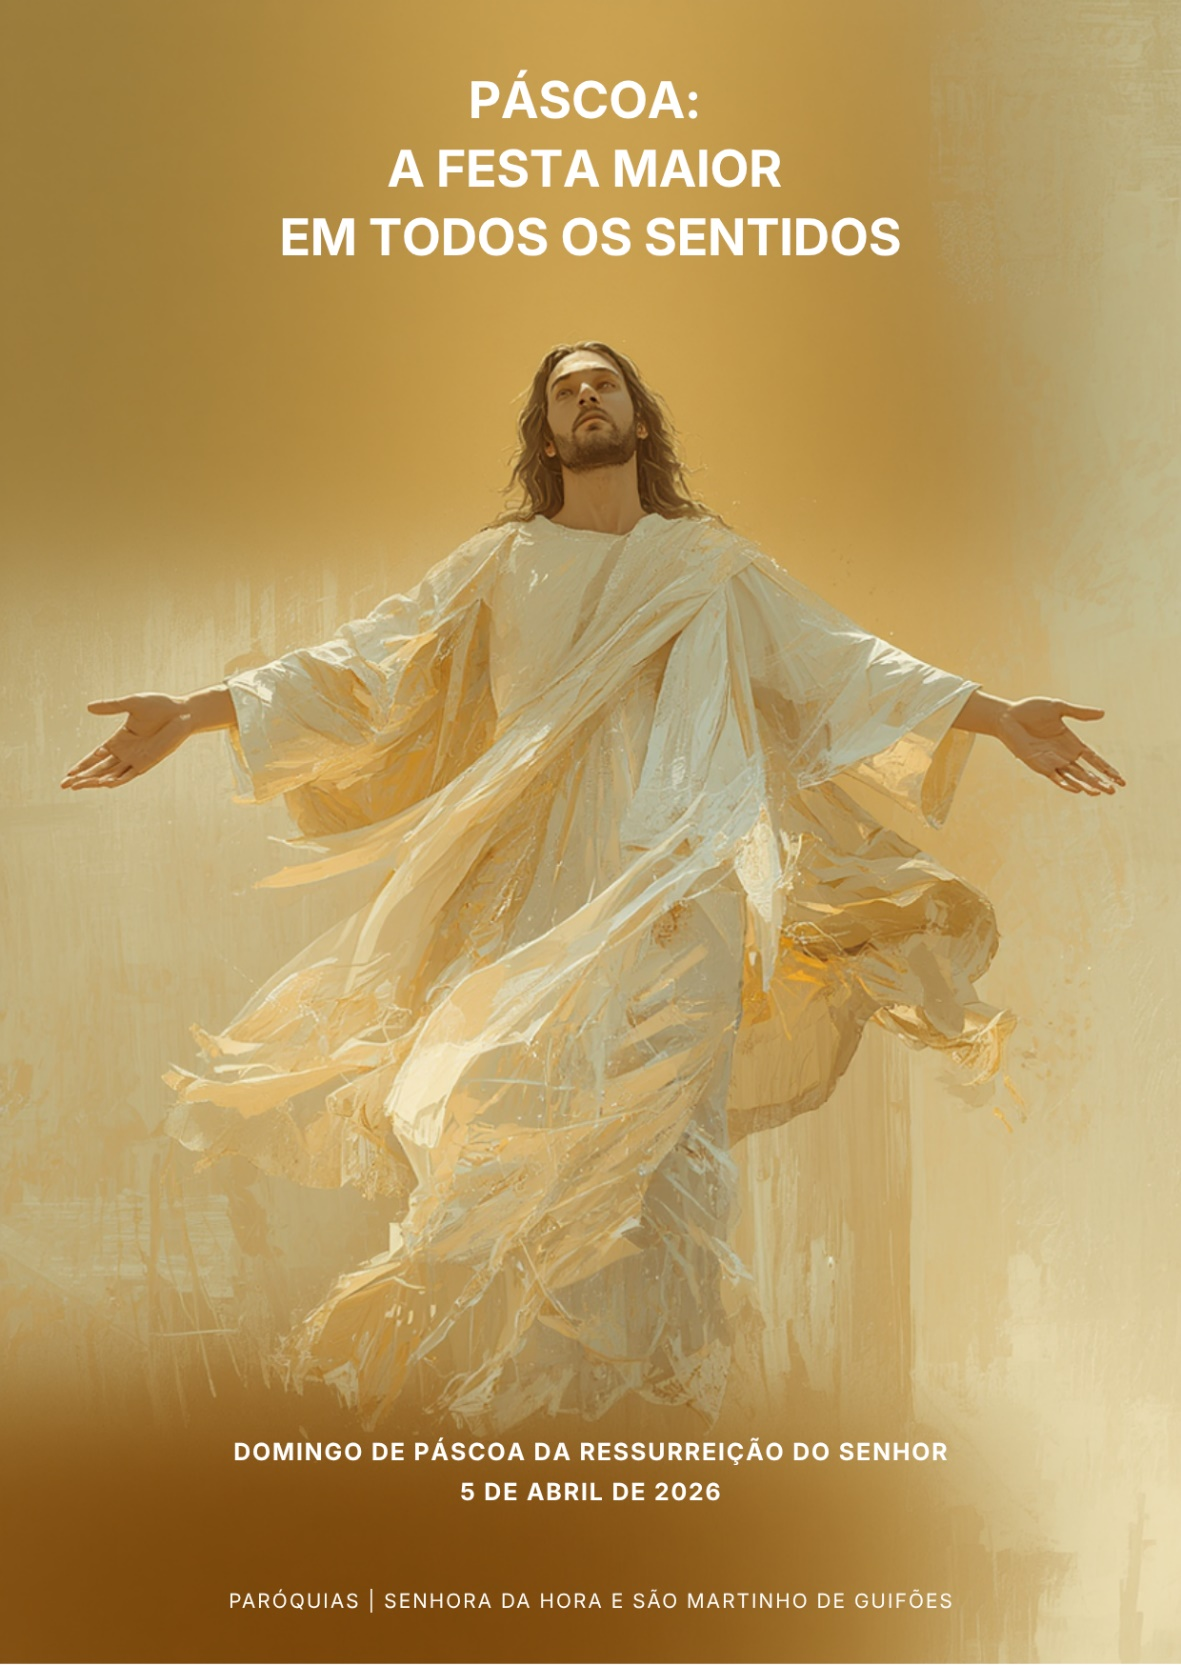 PÁSCOA:
A FESTA MAIOR
EM TODOS OS SENTIDOS
DOMINGO DE PÁSCOA DA RESSURREIÇÃO DO SENHOR
5 DE ABRIL DE 2026
PARÓQUIAS | SENHORA DA HORA E SÃO MARTINHO DE GUIFÕES